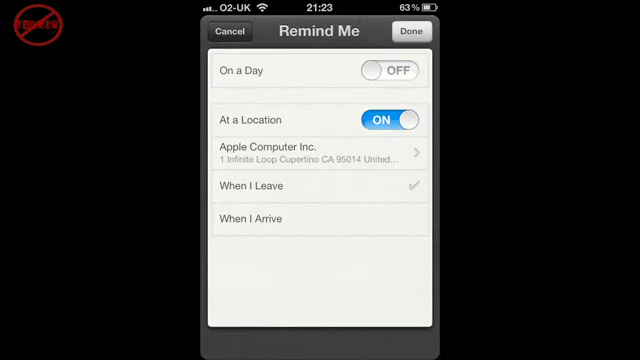 O2-UK 21:23 63%
Cancel Remind Me Done
On a Day OFF
At a Location ON
Apple Computer Inc.
1 Infinite Loop Cupertino CA 95014 United...
When I Leave
When I Arrive